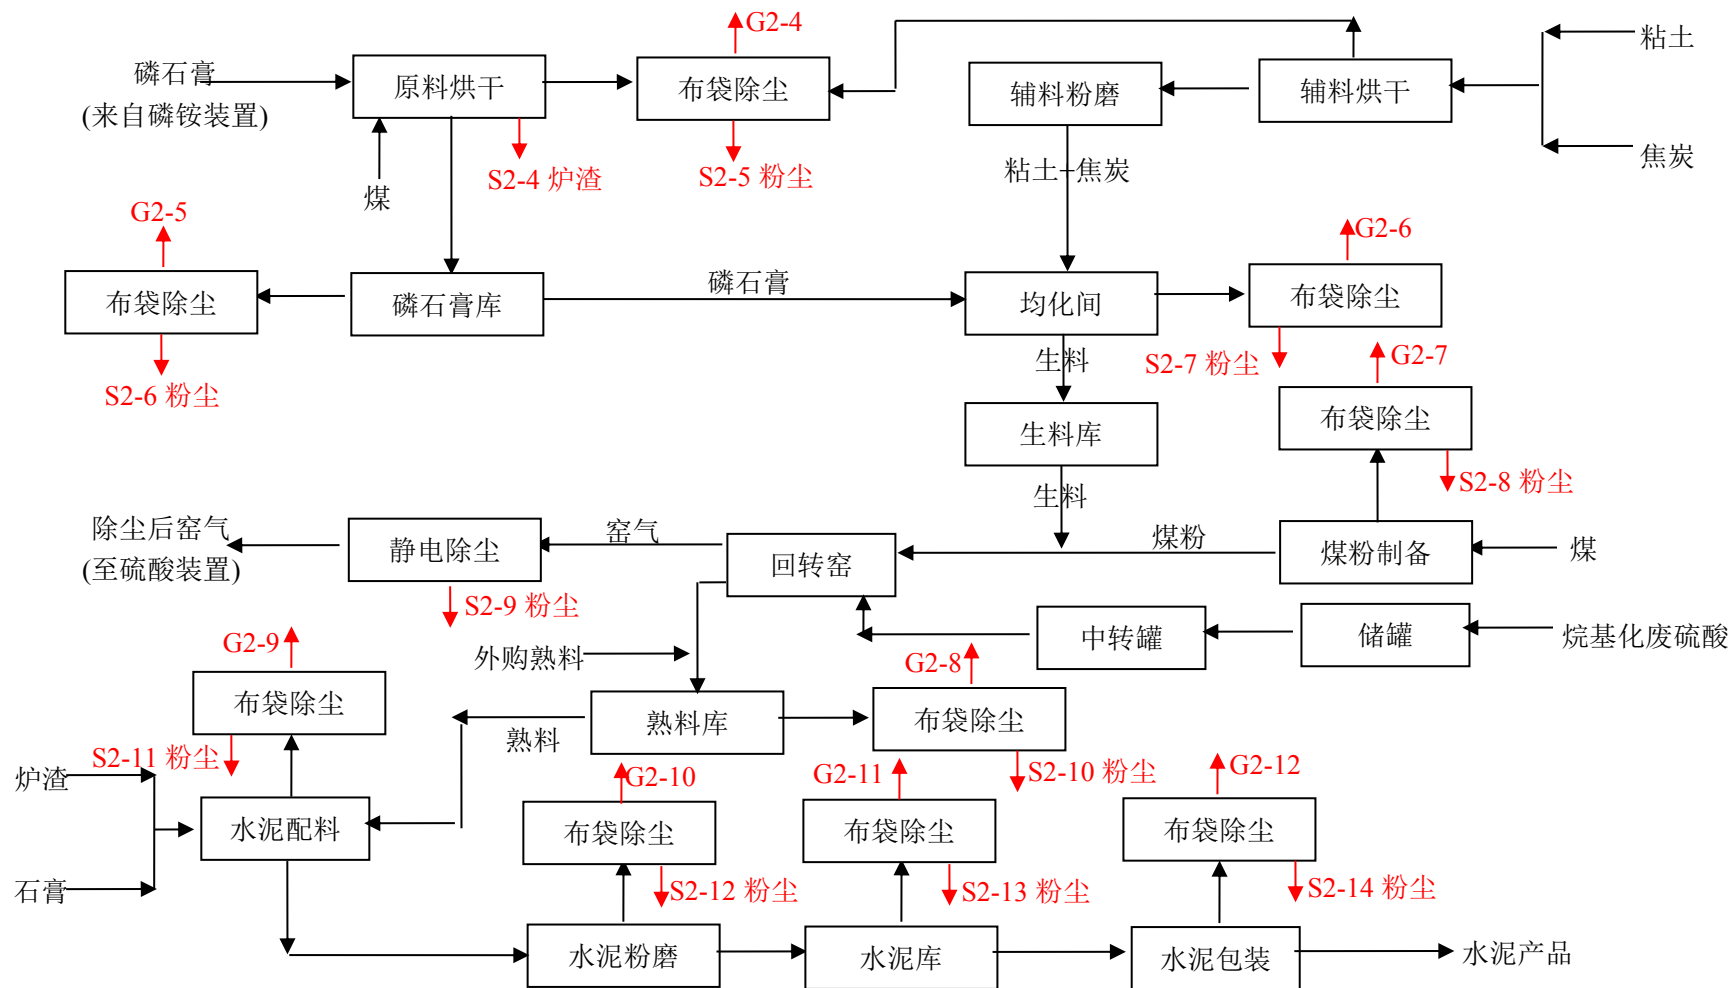 G2-4
磷石膏
(来自磷铵装置)
原料烘干
布袋除尘
辅料粉磨
辅料烘干
粘土
焦炭
煤
S2-4 炉渣
S2-5 粉尘
粘土+焦炭
G2-5
布袋除尘
S2-6 粉尘
磷石膏库
磷石膏
均化间
G2-6
布袋除尘
S2-7 粉尘
生料
G2-7
布袋除尘
S2-8 粉尘
生料库
生料
除尘后窑气
(至硫酸装置)
静电除尘
窑气
回转窑
煤粉
煤粉制备
煤
S2-9 粉尘
中转罐
储罐
烷基化废硫酸
G2-9
外购熟料
G2-8
布袋除尘
熟料库
布袋除尘
熟料
S2-11 粉尘
S2-10 粉尘
炉渣
石膏
水泥配料
G2-10
布袋除尘
S2-12 粉尘
G2-11
布袋除尘
S2-13 粉尘
G2-12
布袋除尘
S2-14 粉尘
水泥粉磨
水泥库
水泥包装
水泥产品